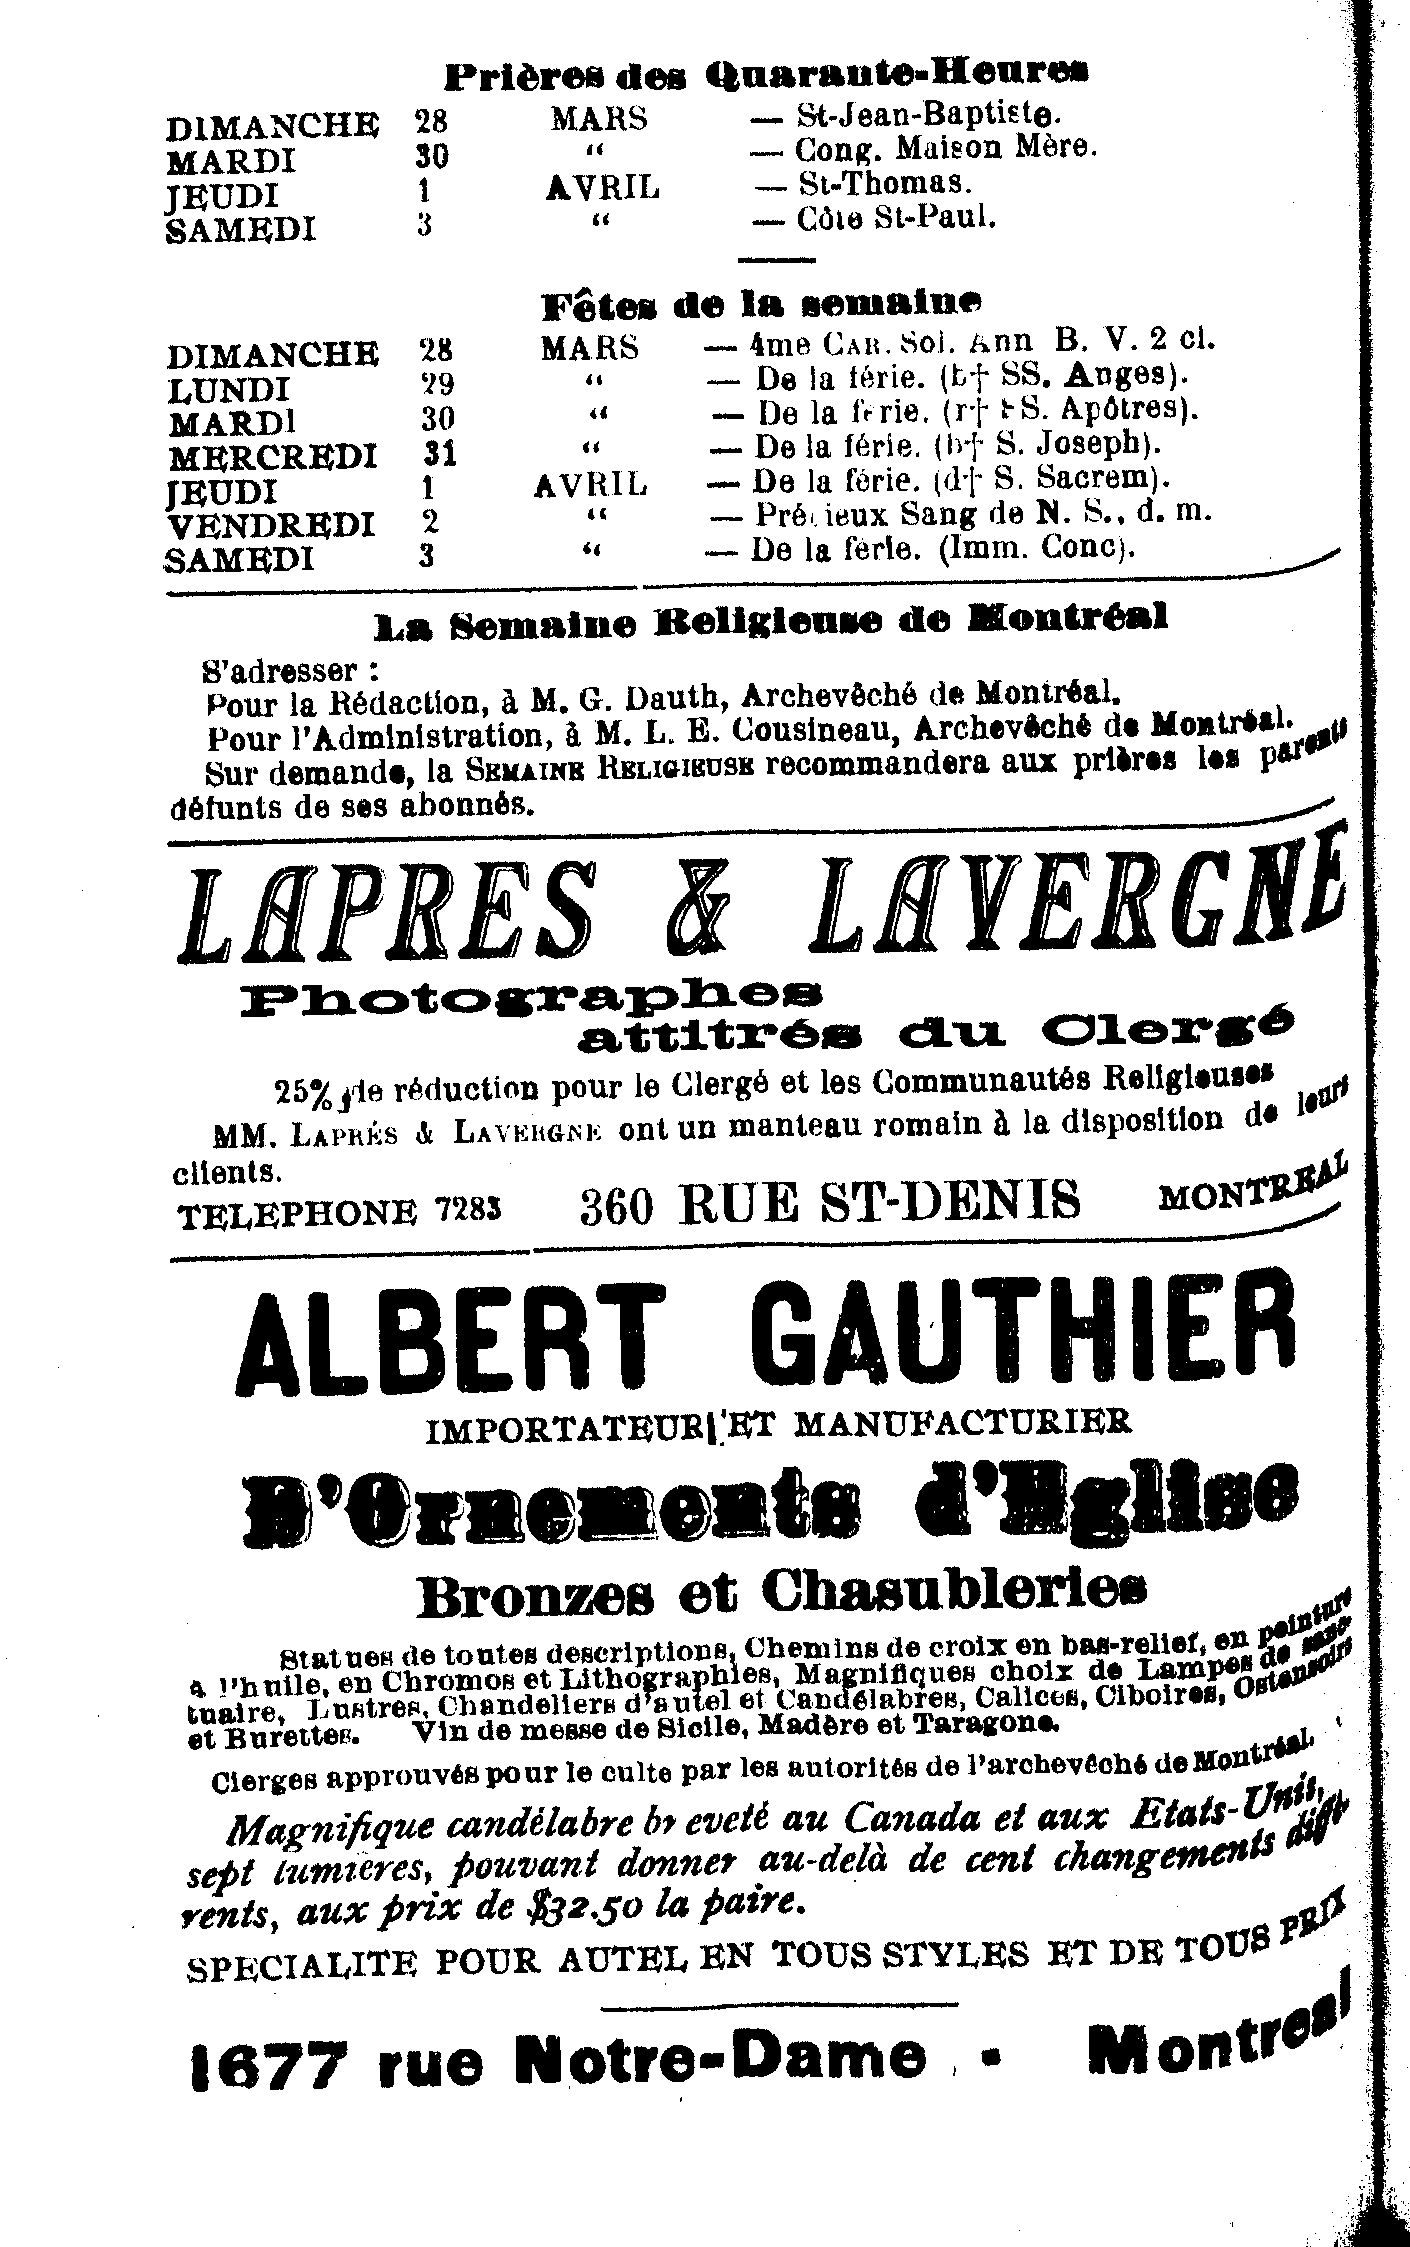 Prières des Quarante-Heures
DIMANCHE 28 MARS — St-Jean-Baptiste.
MARDI 30 “ — Cong. Maison Mère.
JEUDI 1 AVRIL — St-Thomas.
SAMEDI 3 “ — Côte St-Paul.
Fêtes de la semaine
DIMANCHE 28 MARS — 4me CAR. Sol. Ann B. V. 2 cl.
LUNDI 29 “ — De la férie. (b† SS. Anges).
MARDI 30 “ — De la férie. (r† SS. Apôtres).
MERCREDI 31 “ — De la férie. (b† S. Joseph).
JEUDI 1 AVRIL — De la férie. (d† S. Sacrem).
VENDREDI 2 “ — Précieux Sang de N. S., d. m.
SAMEDI 3 “ — De la ferie. (Imm. Conc).
La Semaine Religieuse de Montréal
S'adresser :
Pour la Rédaction, à M. G. Dauth, Archevêché de Montréal.
Pour l'Administration, à M. L. E. Cousineau, Archevêché de Montréal.
Sur demande, la SEMAINE RELIGIEUSE recommandera aux prières les parents
défunts de ses abonnés.
LAPRES & LAVERGNE
Photographes
attitrés du Clergé
25% de réduction pour le Clergé et les Communautés Religieuses
MM. LAPRÉS & LAVERGNE ont un manteau romain à la disposition de leurs
clients.
TELEPHONE 7283 360 RUE ST-DENIS MONTREAL
ALBERT GAUTHIER
IMPORTATEUR ET MANUFACTURIER
D'Ornements d'Eglise
Bronzes et Chasubleries
Statues de toutes descriptions, Chemins de croix en bas-relief, en peinture
a l'huile, en Chromos et Lithographies, Magnifiques choix de Lampes de sanc-
tuaire, Lustres, Chandeliers d'autel et Candélabres, Calices, Ciboires, Ostensoirs
et Burettes. Vin de messe de Sicile, Madère et Taragone.
Cierges approuvés pour le culte par les autorités de l'archevêché de Montréal.
Magnifique candélabre breveté au Canada et aux Etats-Unis,
sept lumières, pouvant donner au-delà de cent changements diffé-
rents, aux prix de $32.50 la paire.
SPECIALITE POUR AUTEL EN TOUS STYLES ET DE TOUS PRIX
1677 rue Notre-Dame - Montreal